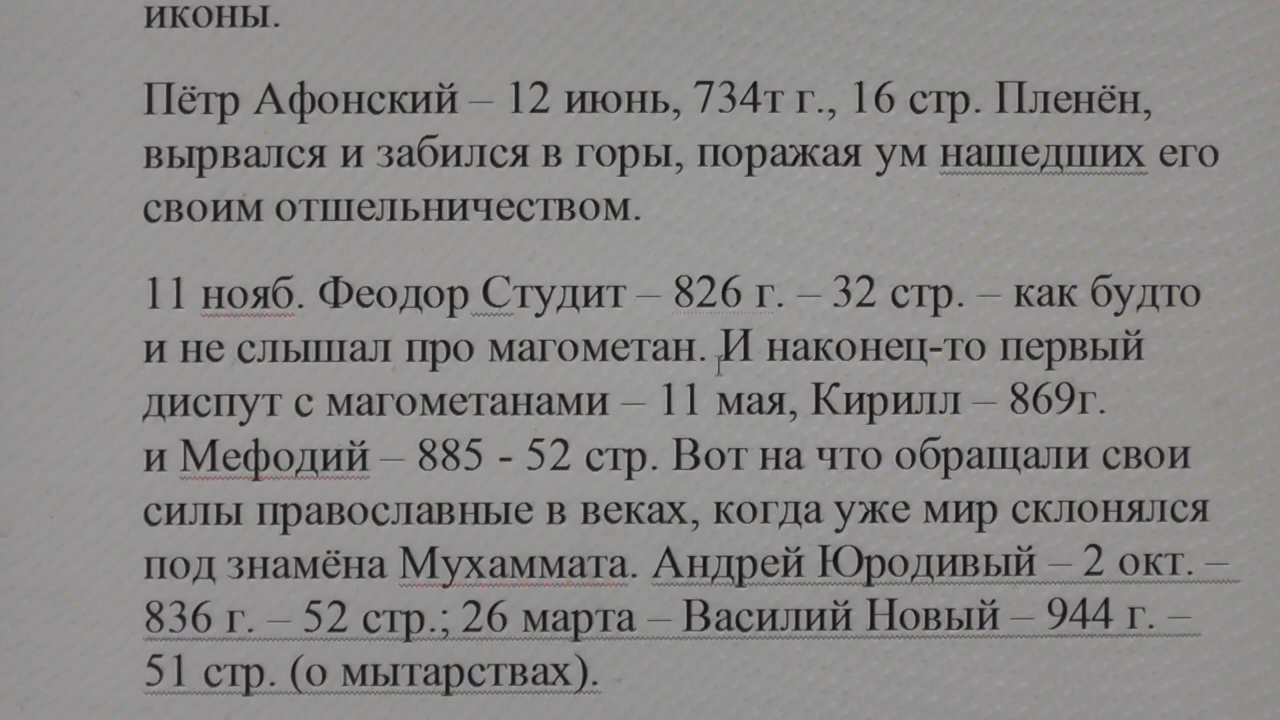 иконы.
Пётр Афонский – 12 июнь, 734т г., 16 стр. Пленён,
вырвался и забился в горы, поражая ум нашедших его
своим отшельничеством.
11 нояб. Феодор Студит – 826 г. – 32 стр. – как будто
и не слышал про магометан. И наконец-то первый
диспут с магометанами – 11 мая, Кирилл – 869г.
и Мефодий – 885 - 52 стр. Вот на что обращали свои
силы православные в веках, когда уже мир склонялся
под знамёна Мухаммата. Андрей Юродивый – 2 окт. –
836 г. – 52 стр.; 26 марта – Василий Новый – 944 г. –
51 стр. (о мытарствах).